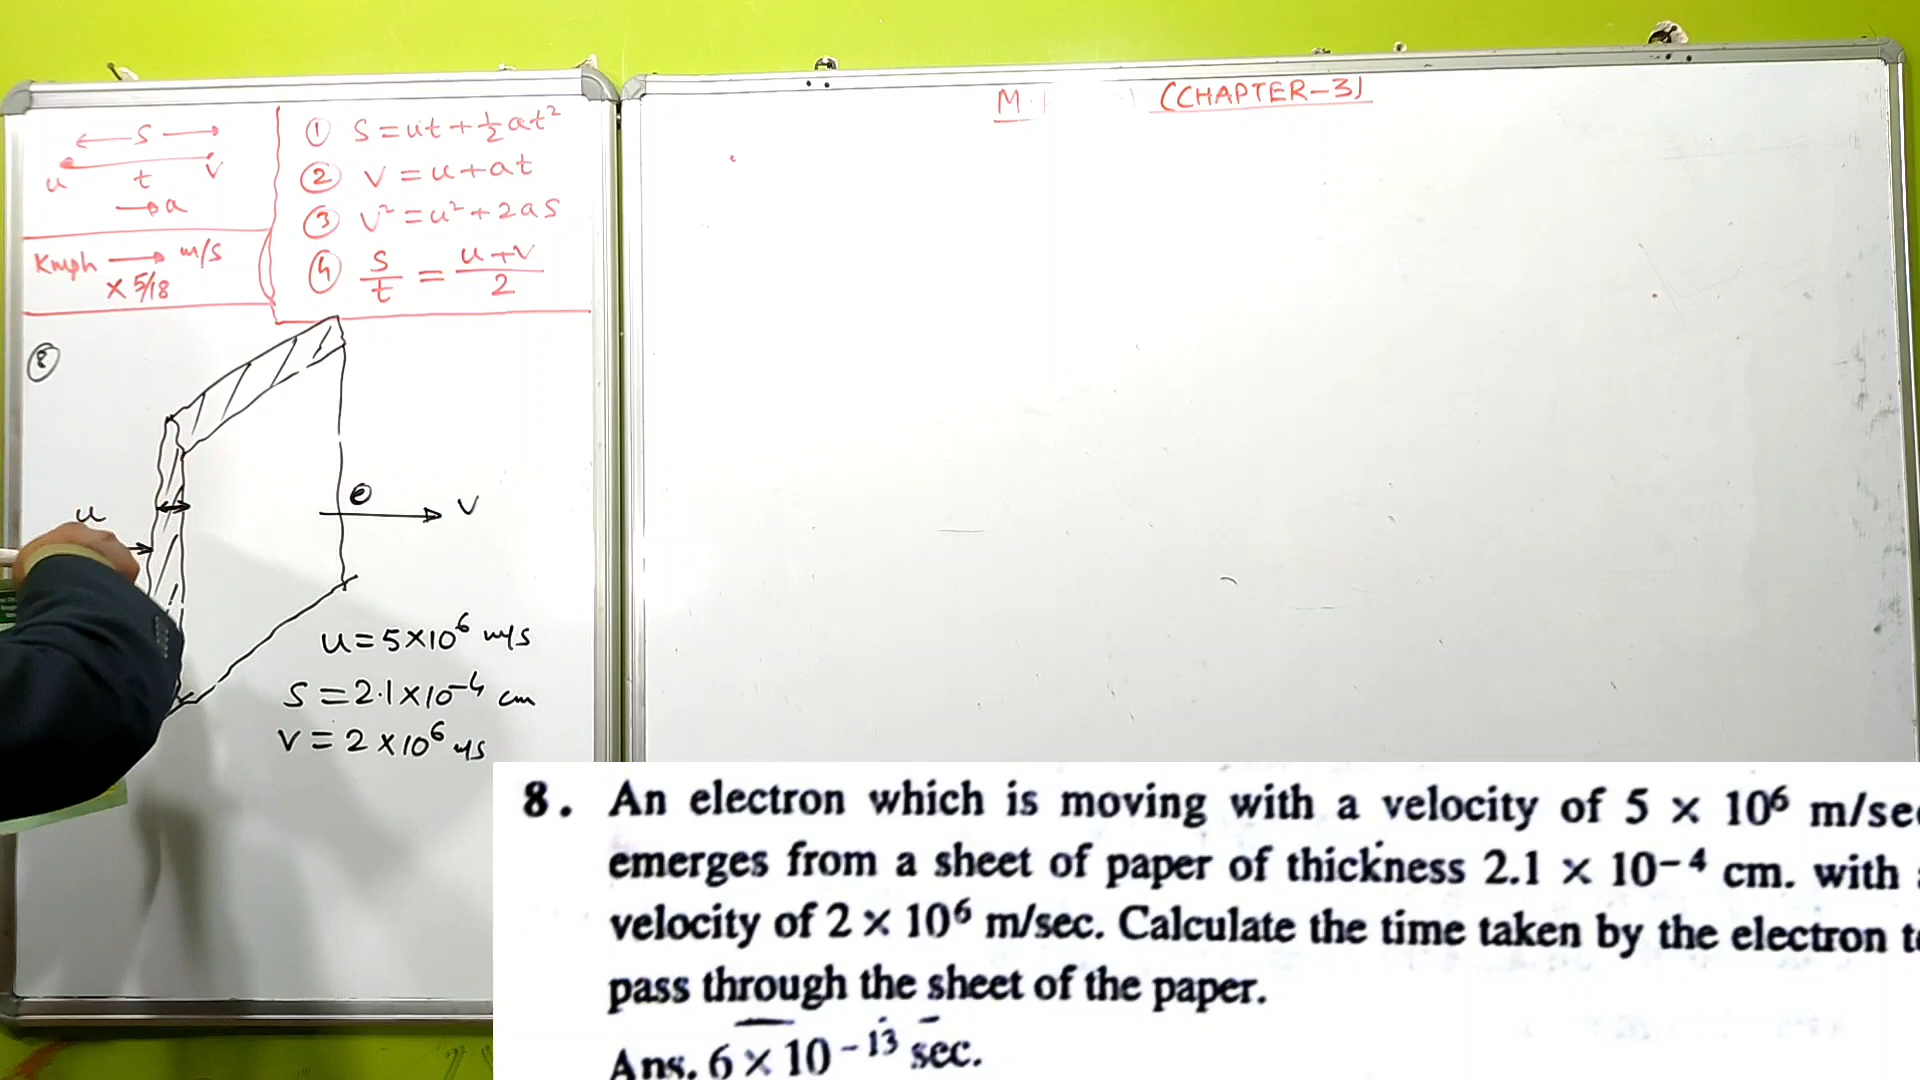 S
u t v
a
Kmph → m/s
× 5/18
① S = ut + ½at²
② V = u + at
③ V² = u² + 2as
④ S/t = (u+v)/2
⑧
u
e
V
u = 5×10⁶ m/s
S = 2.1×10⁻⁴ cm
V = 2×10⁶ m/s
M.
(CHAPTER-3)
8. An electron which is moving with a velocity of 5 × 10⁶ m/sec
emerges from a sheet of paper of thickness 2.1 × 10⁻⁴ cm. with
velocity of 2 × 10⁶ m/sec. Calculate the time taken by the electron
pass through the sheet of the paper.
Ans. 6 × 10⁻¹³ sec.